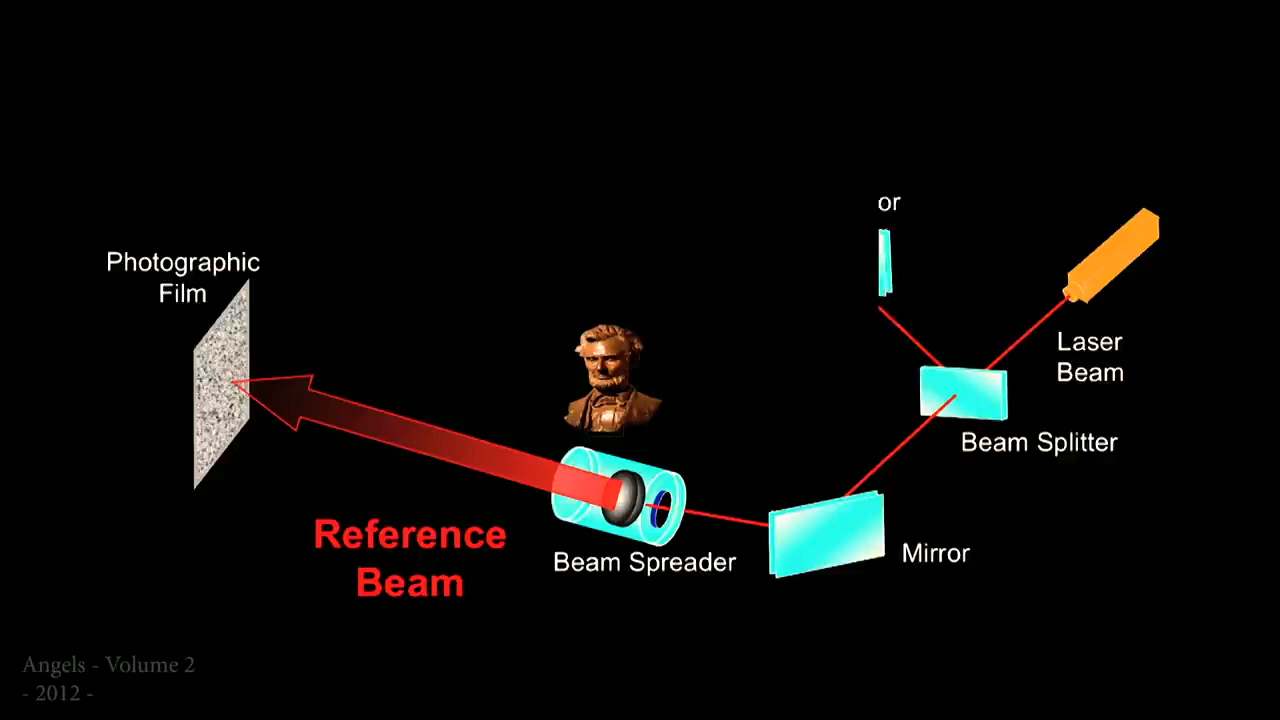 or
Photographic
Film
Laser
Beam
Beam Splitter
Reference
Beam
Beam Spreader
Mirror
Angels - Volume 2
- 2012 -